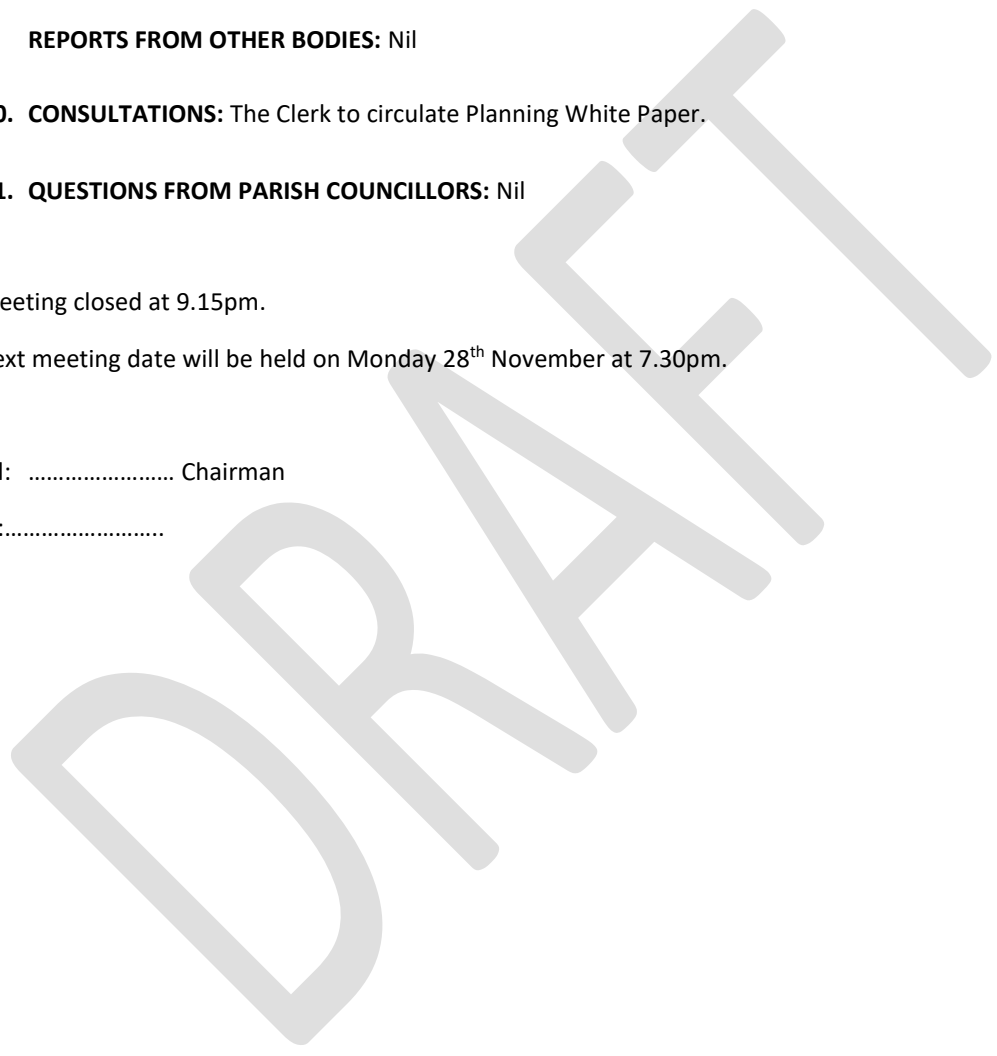 REPORTS FROM OTHER BODIES: Nil
0. CONSULTATIONS: The Clerk to circulate Planning White Paper.
1. QUESTIONS FROM PARISH COUNCILLORS: Nil
eeting closed at 9.15pm.
ext meeting date will be held on Monday 28th November at 7.30pm.
: …………………… Chairman
:……………………..
DRAFT